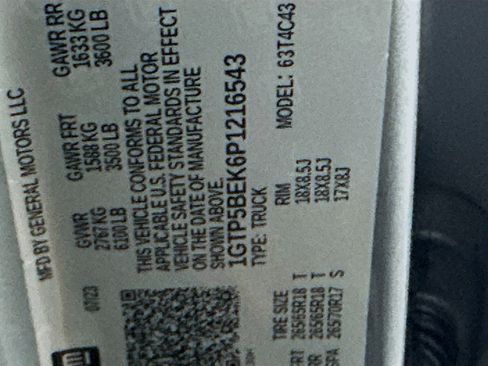 MFD BY GENERAL MOTORS LLC
07/23
GVWR GAWR FRT GAWR RR
2767 KG 1588 KG 1633 KG
6100 LB 3500 LB 3600 LB
THIS VEHICLE CONFORMS TO ALL
APPLICABLE U.S. FEDERAL MOTOR
VEHICLE SAFETY STANDARDS IN EFFECT
ON THE DATE OF MANUFACTURE
SHOWN ABOVE.
1GTP5BEK6P1216543
TYPE: TRUCK MODEL: 63T4C43
TIRE SIZE RIM
FRT 265/65R18 T 18X8.5J
RR 265/65R18 T 18X8.5J
SPA 265/70R17 S 17X8J